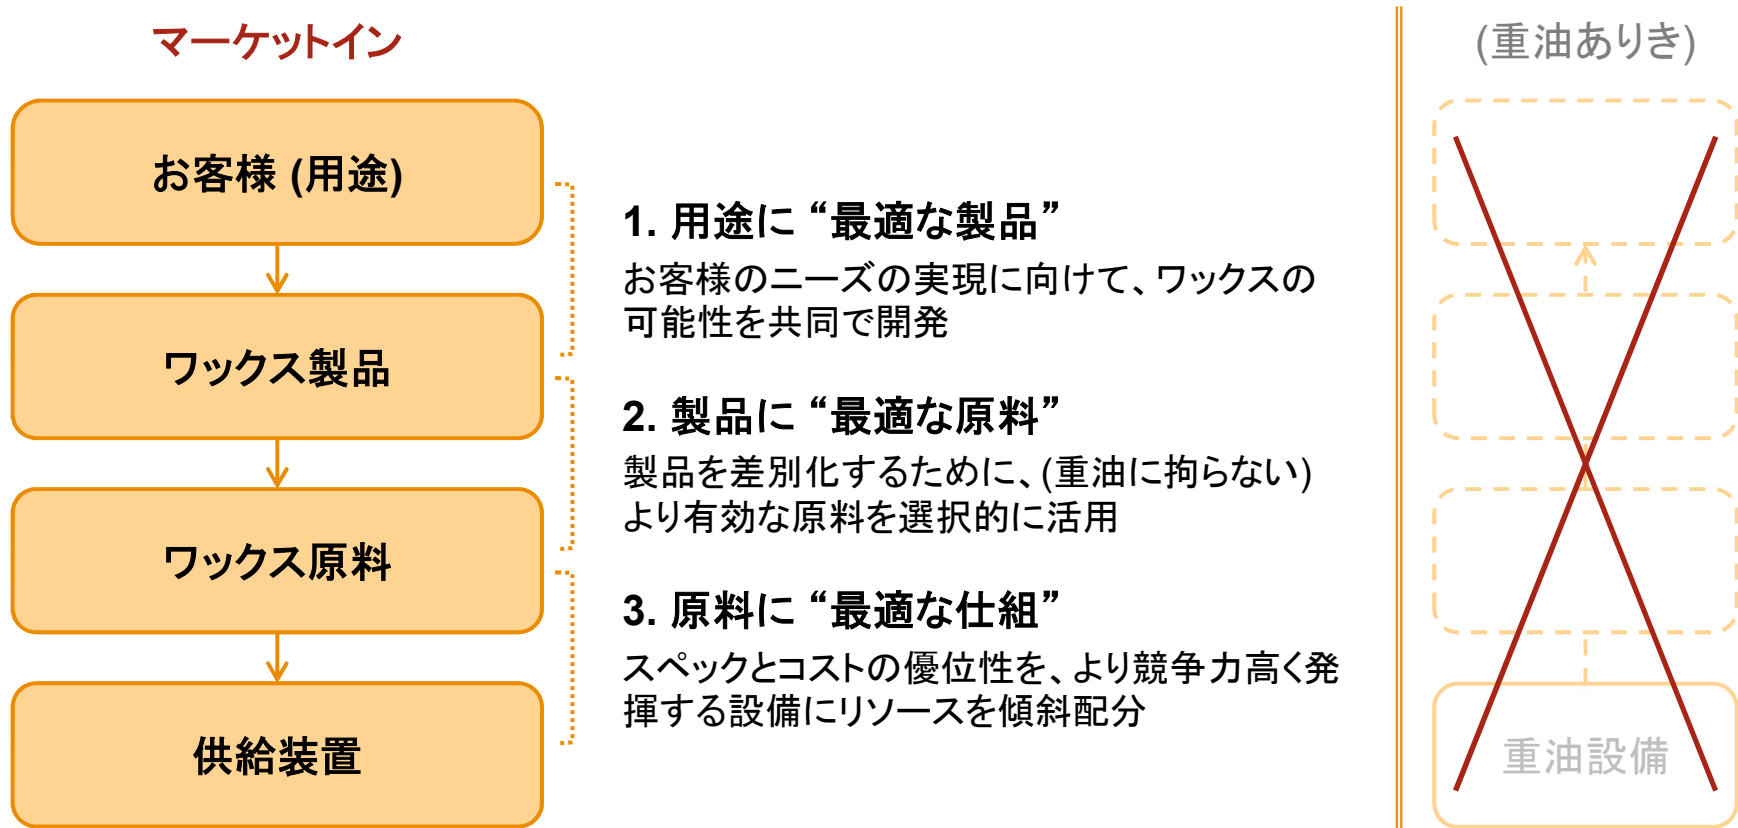 マーケットイン
お客様 (用途)
ワックス製品
ワックス原料
供給装置
1. 用途に “最適な製品”
お客様のニーズの実現に向けて、ワックスの
可能性を共同で開発
2. 製品に “最適な原料”
製品を差別化するために、(重油に拘らない)
より有効な原料を選択的に活用
3. 原料に “最適な仕組”
スペックとコストの優位性を、より競争力高く発
揮する設備にリソースを傾斜配分
(重油ありき)
重油設備